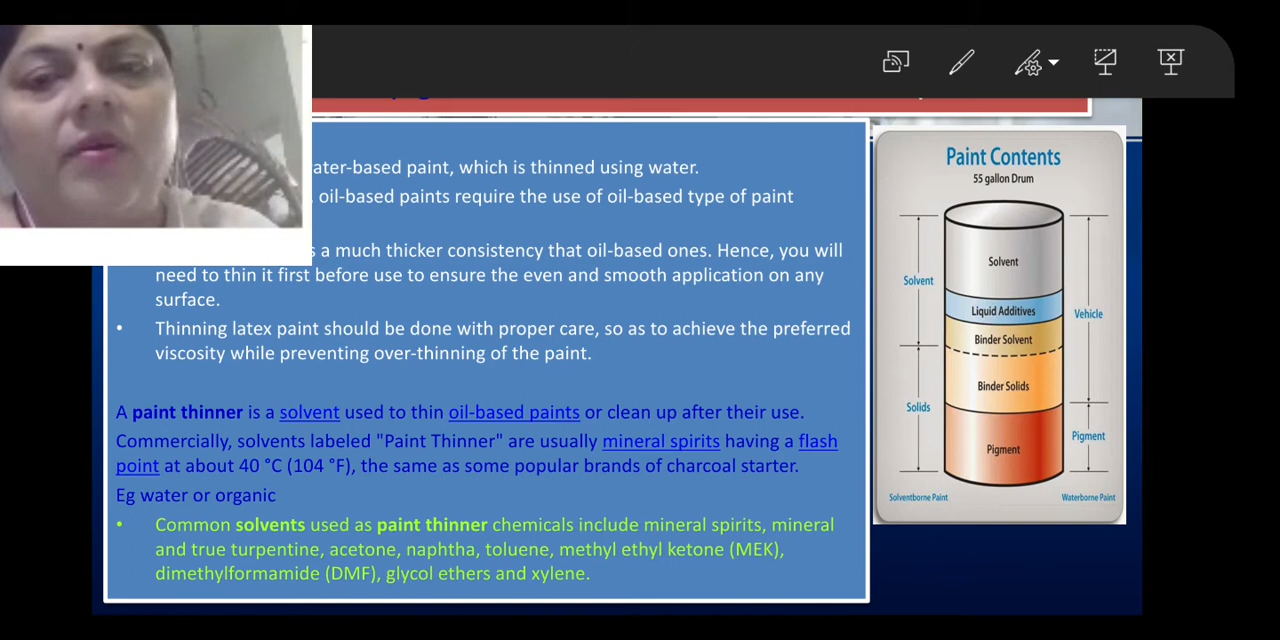 ater-based paint, which is thinned using water.
oil-based paints require the use of oil-based type of paint
s a much thicker consistency that oil-based ones. Hence, you will
need to thin it first before use to ensure the even and smooth application on any
surface.
• Thinning latex paint should be done with proper care, so as to achieve the preferred
viscosity while preventing over-thinning of the paint.
A paint thinner is a solvent used to thin oil-based paints or clean up after their use.
Commercially, solvents labeled "Paint Thinner" are usually mineral spirits having a flash
point at about 40 °C (104 °F), the same as some popular brands of charcoal starter.
Eg water or organic
• Common solvents used as paint thinner chemicals include mineral spirits, mineral
and true turpentine, acetone, naphtha, toluene, methyl ethyl ketone (MEK),
dimethylformamide (DMF), glycol ethers and xylene.
Paint Contents
55 gallon Drum
Solvent
Solvent
Liquid Additives
Vehicle
Binder Solvent
Binder Solids
Solids
Pigment
Pigment
Solventborne Paint
Waterborne Paint